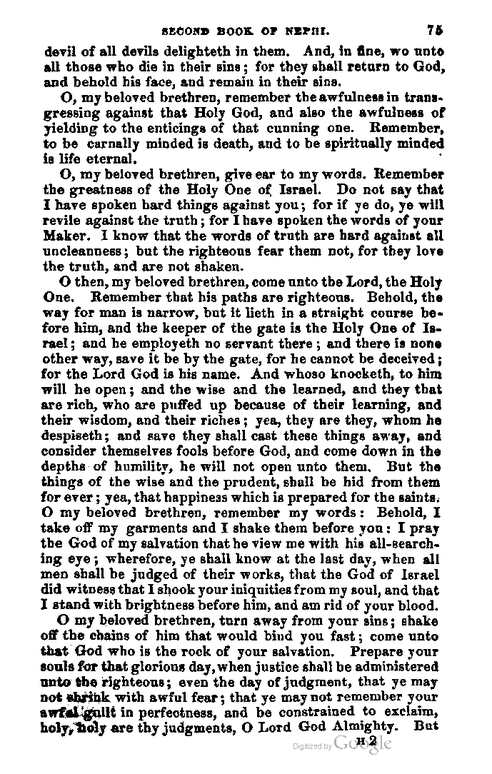 SECOND BOOK OF NEPHI. 75
devil of all devils delighteth in them. And, in fine, wo unto
all those who die in their sins; for they shall return to God,
and behold his face, and remain in their sins.
O, my beloved brethren, remember the awfulness in trans-
gressing against that Holy God, and also the awfulness of
yielding to the enticings of that cunning one. Remember,
to be carnally minded is death, and to be spiritually minded
is life eternal.
O, my beloved brethren, give ear to my words. Remember
the greatness of the Holy One of Israel. Do not say that
I have spoken hard things against you; for if ye do, ye will
revile against the truth; for I have spoken the words of your
Maker. I know that the words of truth are hard against all
uncleanness; but the righteous fear them not, for they love
the truth, and are not shaken.
O then, my beloved brethren, come unto the Lord, the Holy
One. Remember that his paths are righteous. Behold, the
way for man is narrow, but it lieth in a straight course be-
fore him, and the keeper of the gate is the Holy One of Is-
rael; and he employeth no servant there; and there is none
other way, save it be by the gate, for he cannot be deceived;
for the Lord God is his name. And whoso knocketh, to him
will he open; and the wise and the learned, and they that
are rich, who are puffed up because of their learning, and
their wisdom, and their riches; yea, they are they, whom he
despiseth; and save they shall cast these things away, and
consider themselves fools before God, and come down in the
depths of humility, he will not open unto them. But the
things of the wise and the prudent, shall be hid from them
for ever; yea, that happiness which is prepared for the saints.
O my beloved brethren, remember my words: Behold, I
take off my garments and I shake them before you: I pray
the God of my salvation that he view me with his all-search-
ing eye; wherefore, ye shall know at the last day, when all
men shall be judged of their works, that the God of Israel
did witness that I shook your iniquities from my soul, and that
I stand with brightness before him, and am rid of your blood.
O my beloved brethren, turn away from your sins; shake
off the chains of him that would bind you fast; come unto
that God who is the rock of your salvation. Prepare your
souls for that glorious day, when justice shall be administered
unto the righteous; even the day of judgment, that ye may
not shrink with awful fear; that ye may not remember your
awful guilt in perfectness, and be constrained to exclaim,
holy, holy are thy judgments, O Lord God Almighty. But
H 2
Digitized by Google